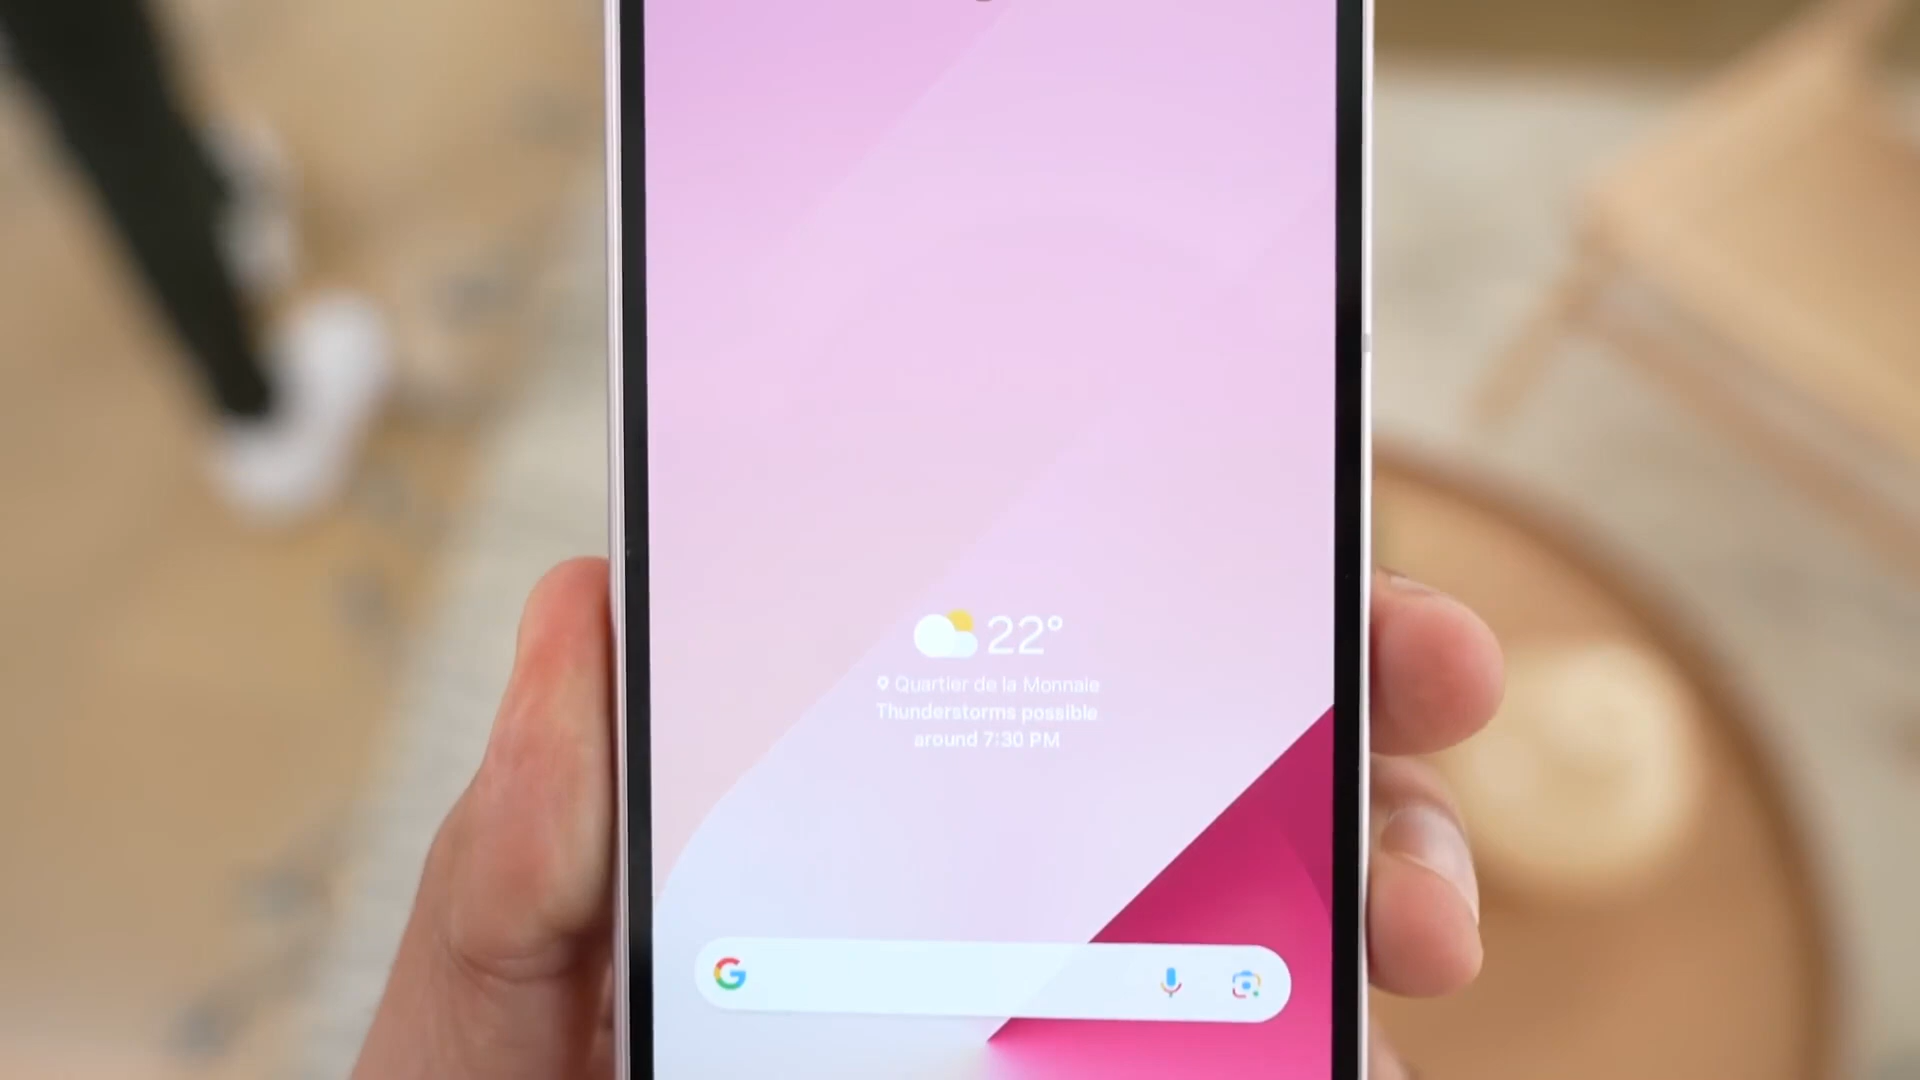 22°
Quartier de la Monnaie
Thunderstorms possible
around 7:30 PM
G